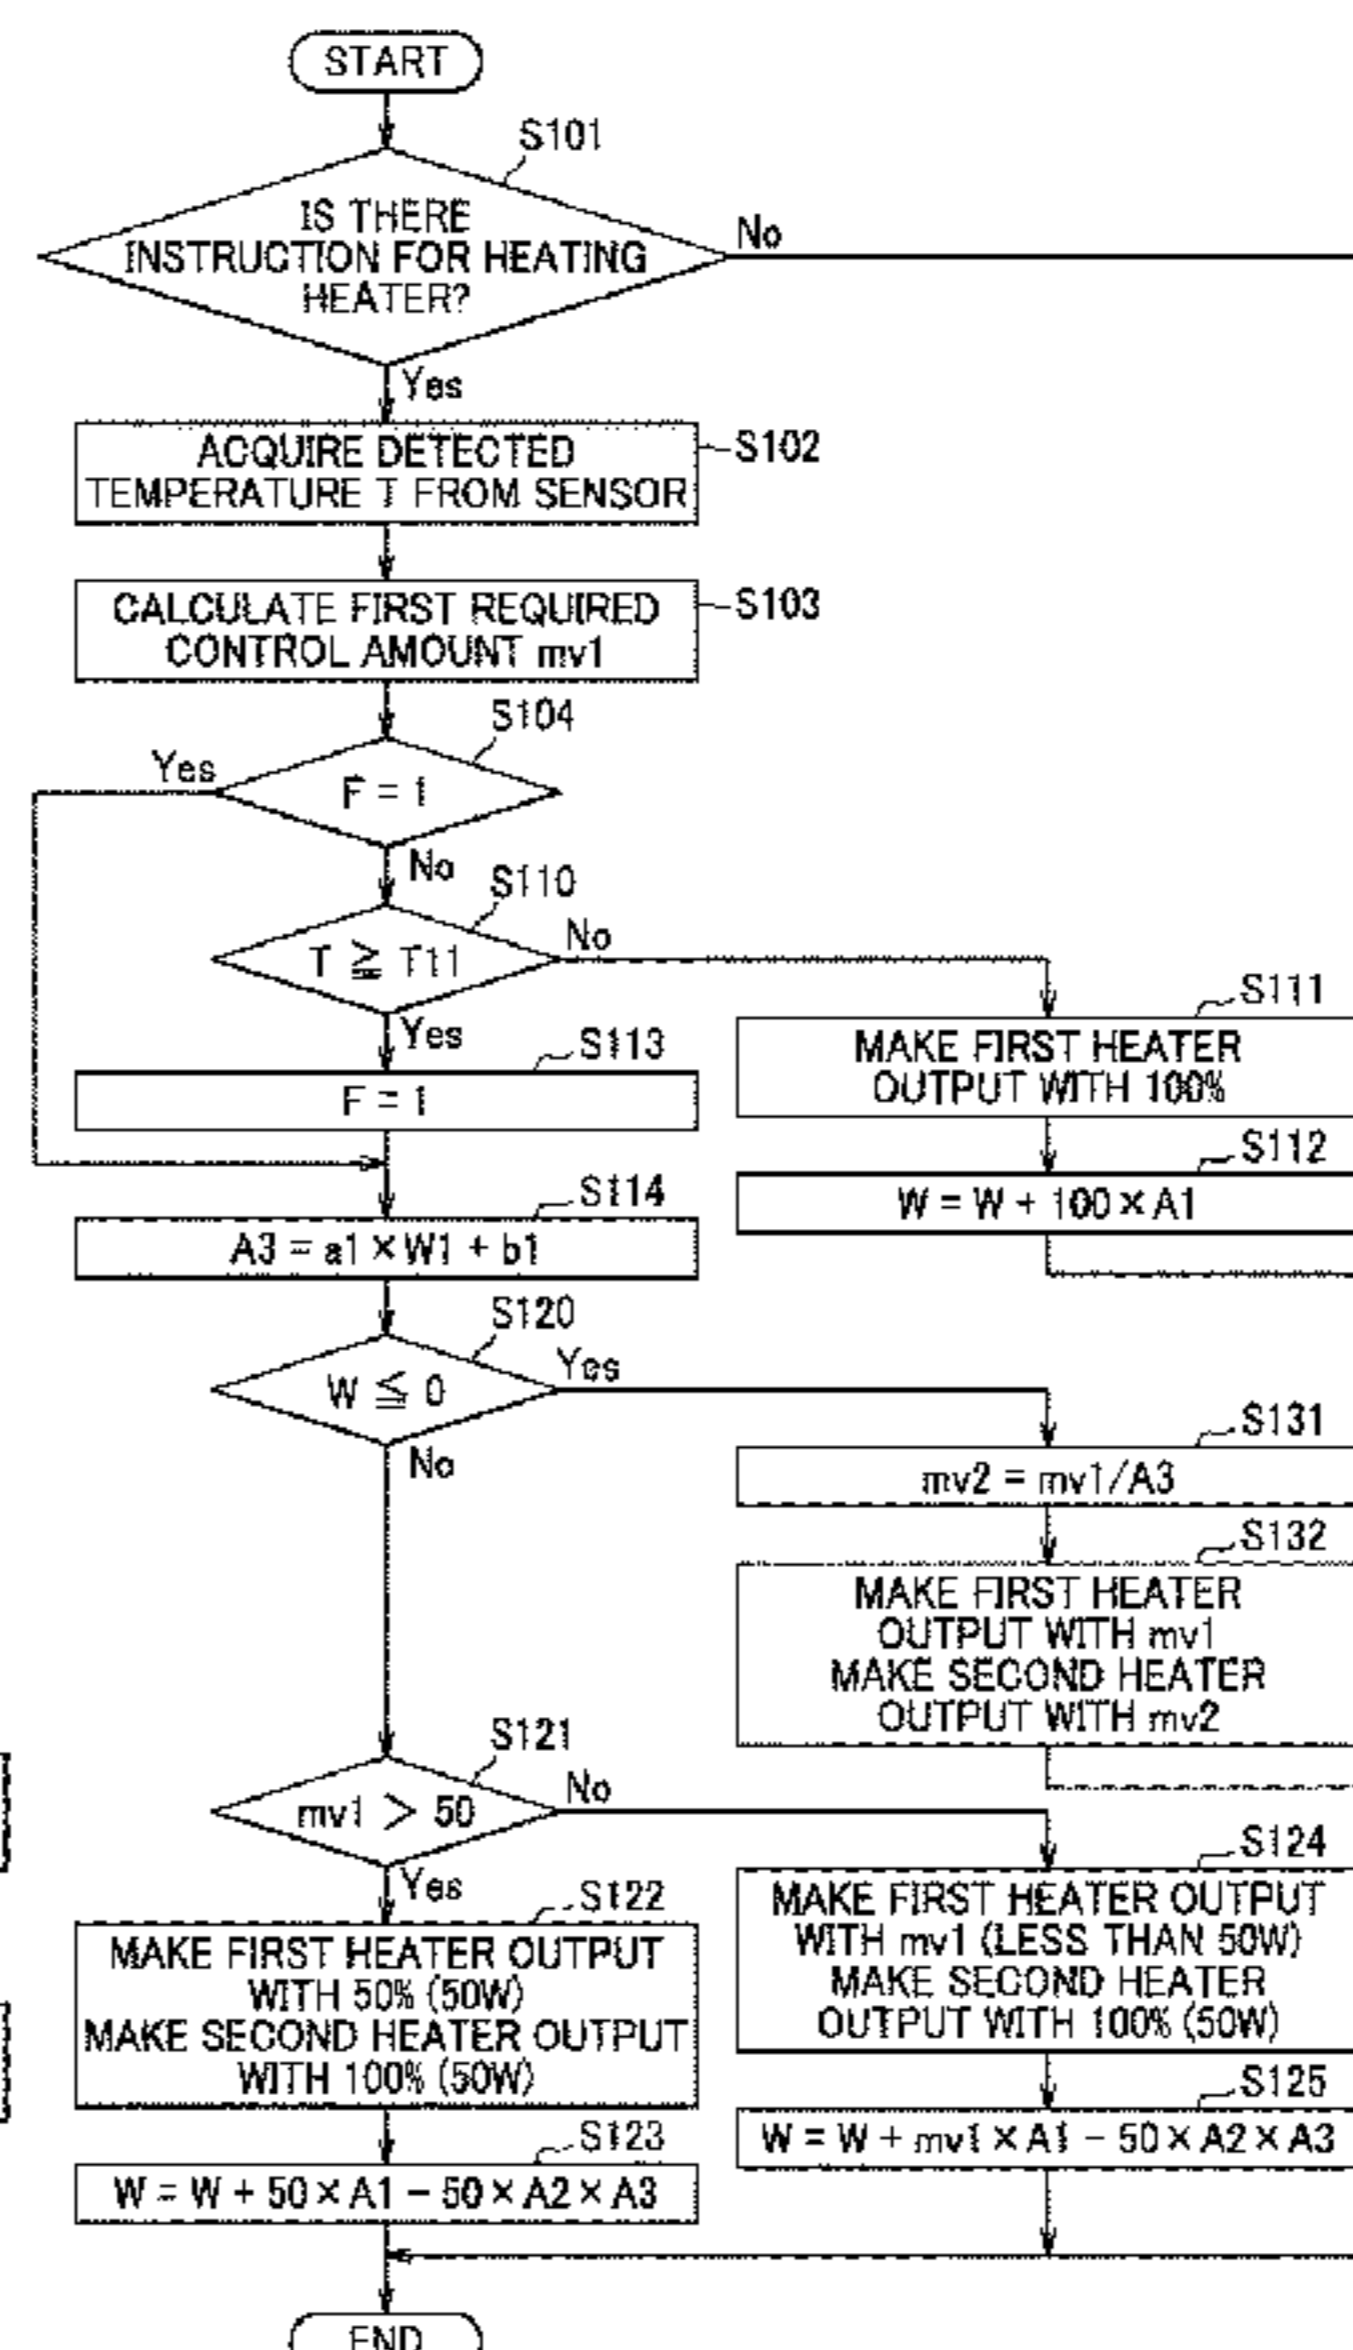 START
S101
IS THERE
INSTRUCTION FOR HEATING
HEATER?
No
Yes
ACQUIRE DETECTED
TEMPERATURE T FROM SENSOR
S102
CALCULATE FIRST REQUIRED
CONTROL AMOUNT mv1
S103
S104
Yes
F = 1
No
S110
T ≧ T11
No
Yes
S111
MAKE FIRST HEATER
OUTPUT WITH 100%
S113
F = 1
S112
W = W + 100 × A1
S114
A3 = a1 × W1 + b1
S120
W ≦ 0
Yes
No
S131
mv2 = mv1/A3
S132
MAKE FIRST HEATER
OUTPUT WITH mv1
MAKE SECOND HEATER
OUTPUT WITH mv2
S121
mv1 > 50
No
Yes
S124
MAKE FIRST HEATER OUTPUT
WITH mv1 (LESS THAN 50W)
MAKE SECOND HEATER
OUTPUT WITH 100% (50W)
S122
MAKE FIRST HEATER OUTPUT
WITH 50% (50W)
MAKE SECOND HEATER OUTPUT
WITH 100% (50W)
S125
W = W + mv1 × A1 − 50 × A2 × A3
S123
W = W + 50 × A1 − 50 × A2 × A3
END